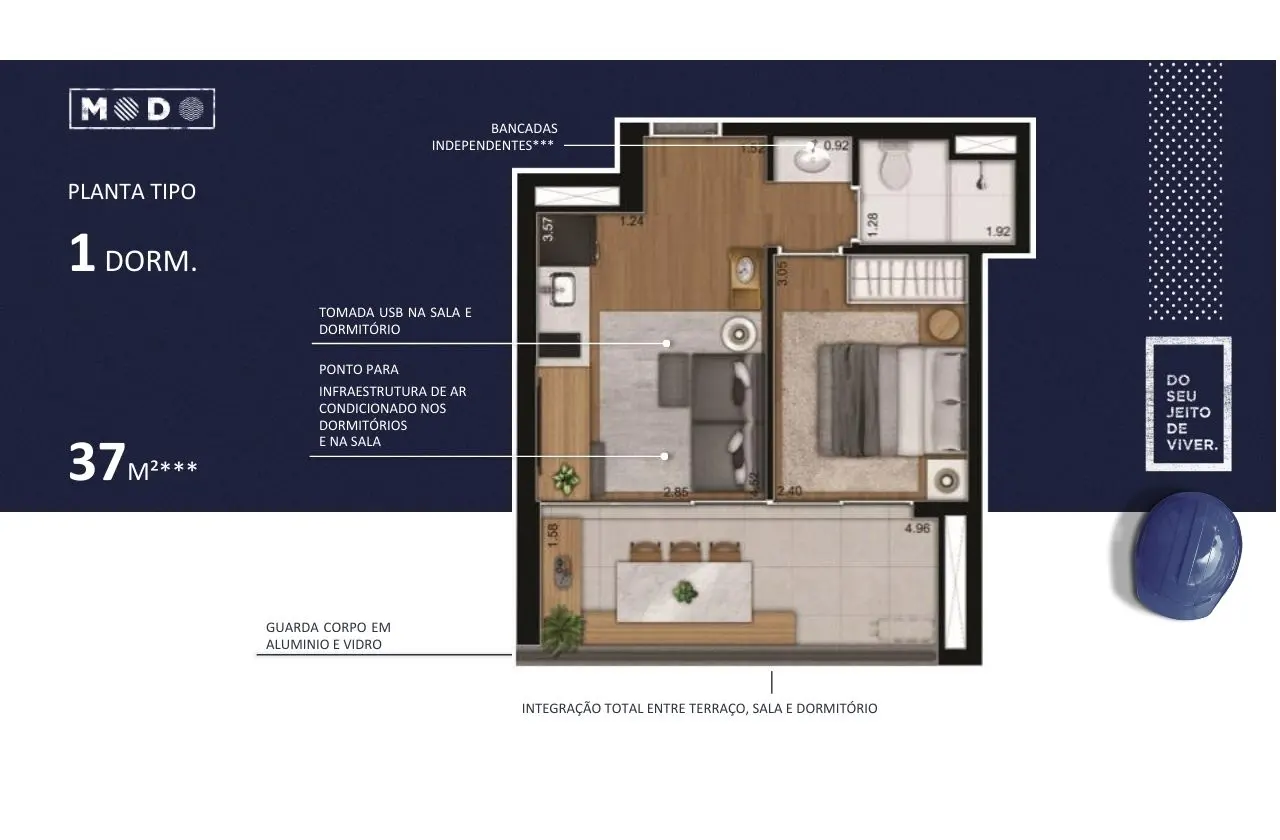 MODO
PLANTA TIPO
1 DORM.
37M²***
BANCADAS
INDEPENDENTES***
TOMADA USB NA SALA E
DORMITÓRIO
PONTO PARA
INFRAESTRUTURA DE AR
CONDICIONADO NOS
DORMITÓRIOS
E NA SALA
GUARDA CORPO EM
ALUMINIO E VIDRO
1.52
0.92
1.24
3.57
1.28
1.92
3.05
2.85
4.52
2.40
1.58
4.96
INTEGRAÇÃO TOTAL ENTRE TERRAÇO, SALA E DORMITÓRIO
DO
SEU
JEITO
DE
VIVER.